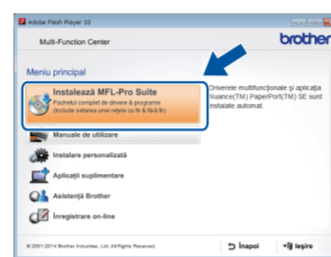 Adobe Flash Player 10
Multi-Function Center
brother
Meniu principal
Instalează MFL-Pro Suite
Pachetul complet de drivere & programe
(Include setarea unei rețele cu fir & fără fir)
Driverele multifuncționale și aplicația
Nuance(TM) PaperPort(TM) SE sunt
instalate automat.
Manuale de utilizare
Instalare personalizată
Aplicații suplimentare
Asistență Brother
Înregistrare on-line
© 2001-2014 Brother Industries, Ltd. All Rights Reserved.
Înapoi
Ieșire